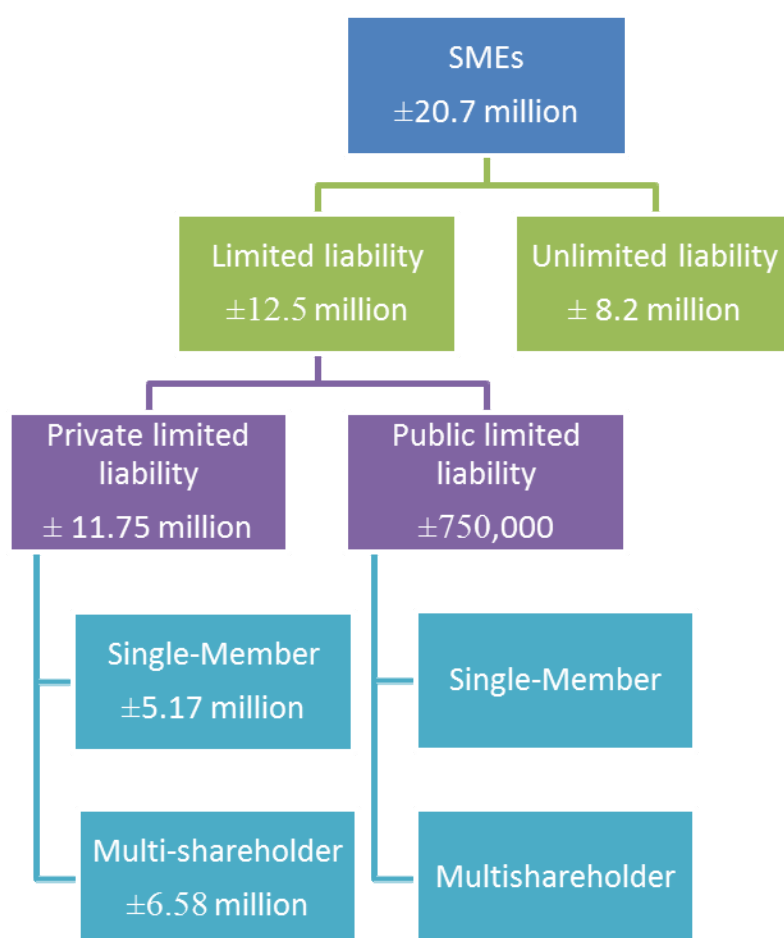 SMEs
±20.7 million
Limited liability
±12.5 million
Unlimited liability
± 8.2 million
Private limited
liability
± 11.75 million
Public limited
liability
±750,000
Single-Member
±5.17 million
Single-Member
Multi-shareholder
±6.58 million
Multishareholder